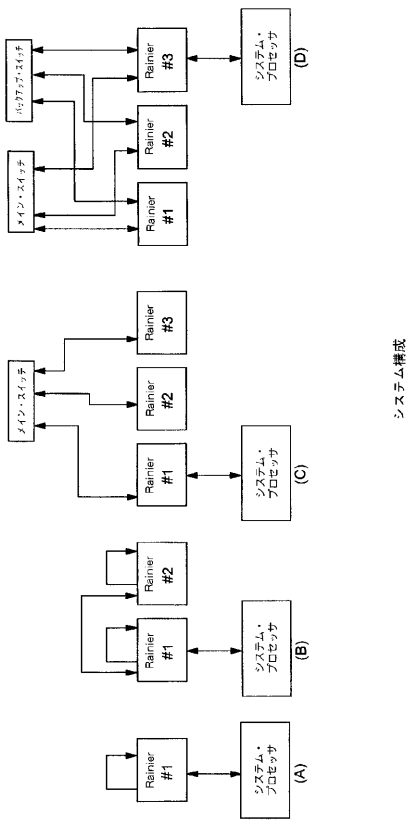 Rainier
#1
システム・
プロセッサ
(A)
Rainier
#1
Rainier
#2
システム・
プロセッサ
(B)
メイン・スイッチ
Rainier
#1
Rainier
#2
Rainier
#3
システム・
プロセッサ
(C)
メイン・スイッチ
バックアップ・スイッチ
Rainier
#1
Rainier
#2
Rainier
#3
システム・
プロセッサ
(D)
システム構成